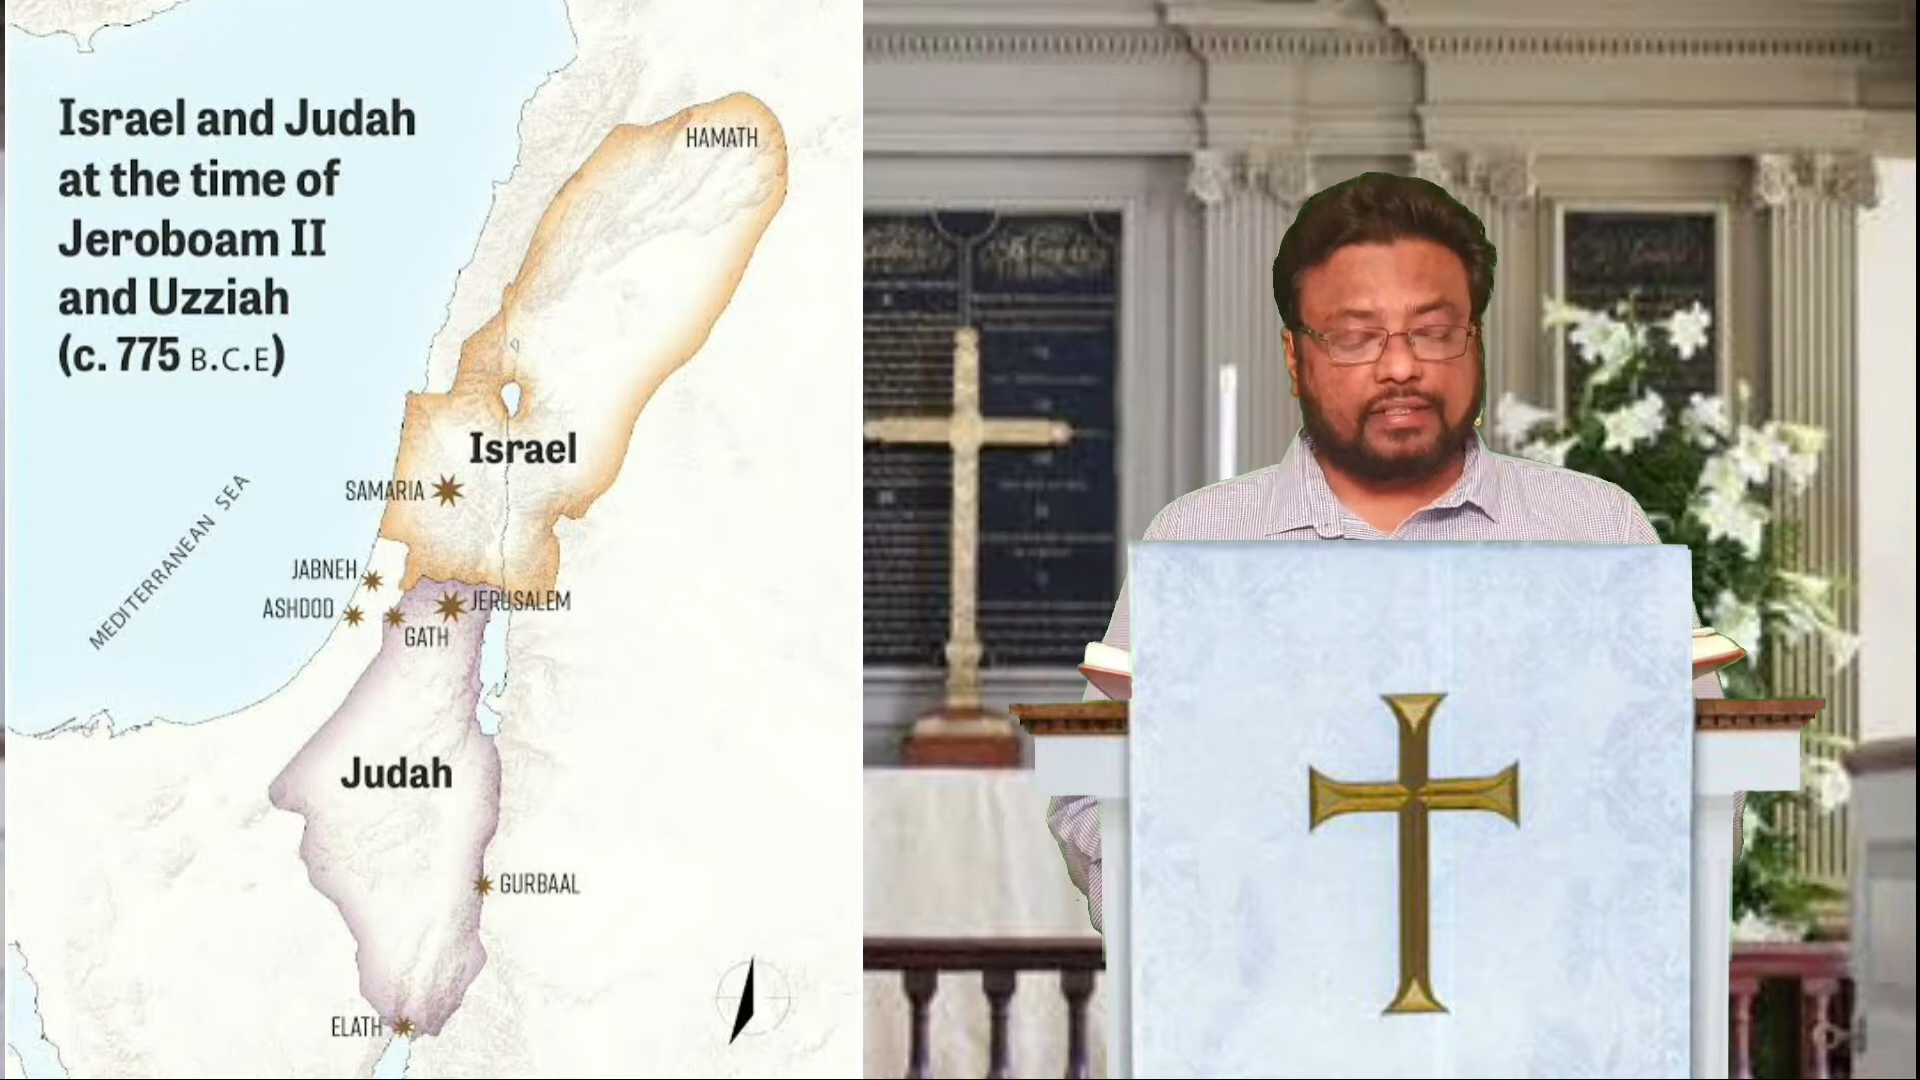 Israel and Judah
at the time of
Jeroboam II
and Uzziah
(c. 775 B.C.E)
HAMATH
Israel
SAMARIA
MEDITERRANEAN SEA
JABNEH
ASHDOD
JERUSALEM
GATH
Judah
GURBAAL
ELATH